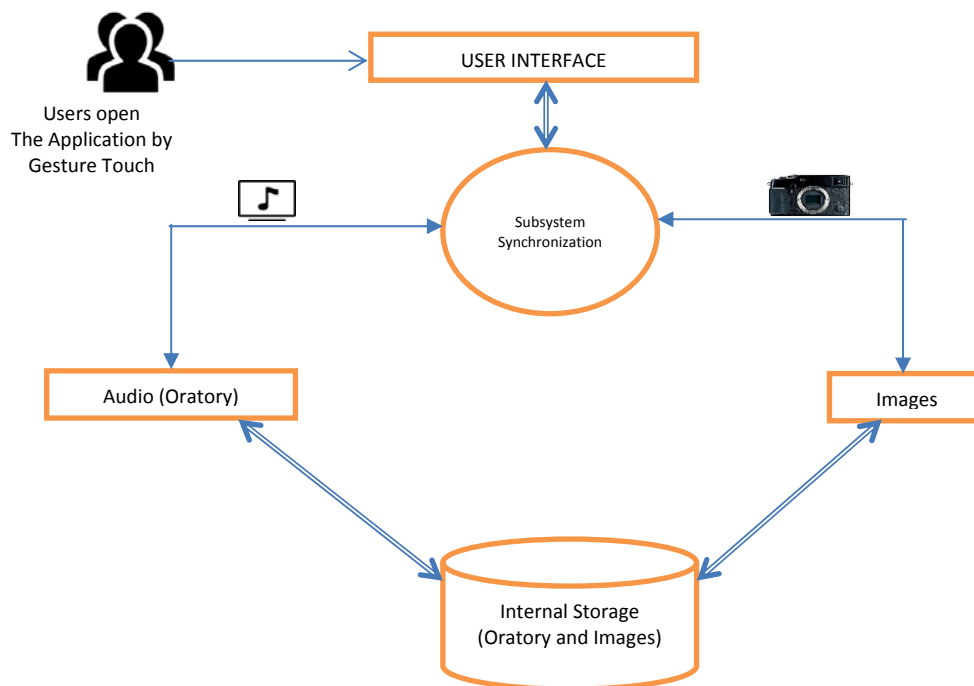 USER INTERFACE
Users open
The Application by
Gesture Touch
Subsystem
Synchronization
Audio (Oratory)
Images
Internal Storage
(Oratory and Images)